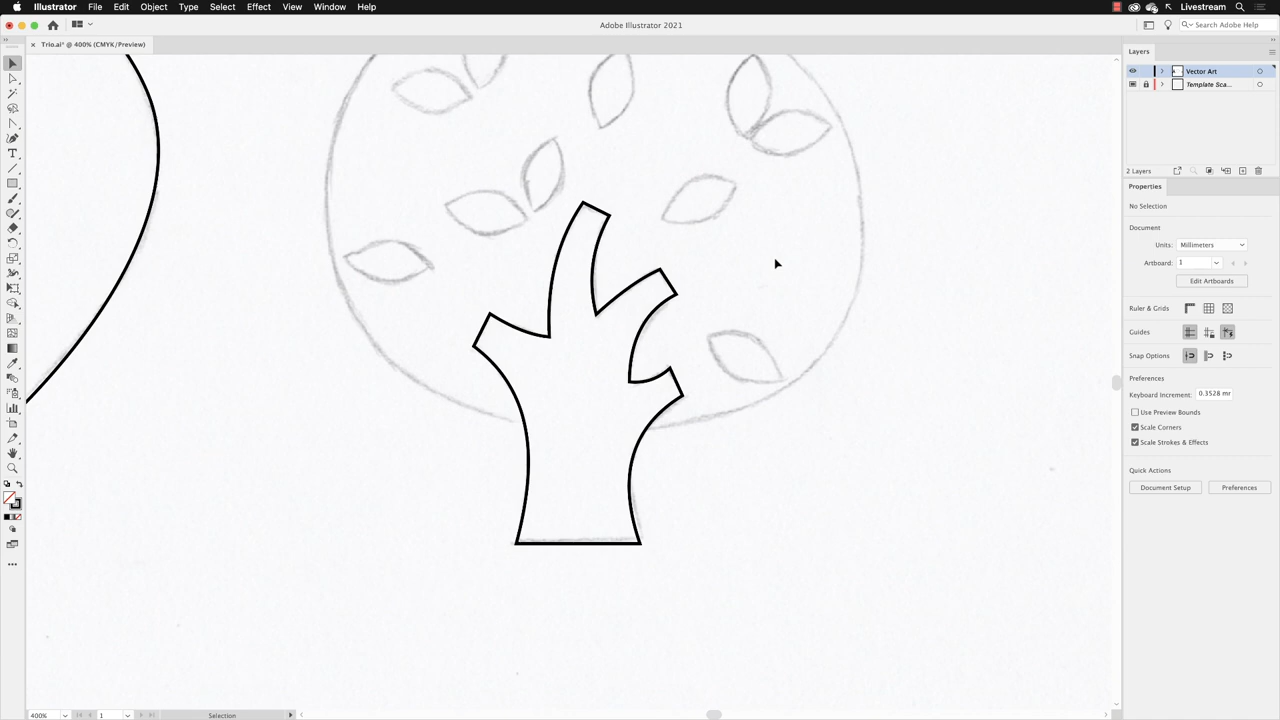 Illustrator File Edit Object Type Select Effect View Window Help Livestream
Adobe Illustrator 2021 Search Adobe Help
× Trio.ai* @ 400% (CMYK/Preview)
Layers
Vector Art
Template Sca...
2 Layers
Properties
No Selection
Document
Units: Millimeters
Artboard: 1
Edit Artboards
Ruler & Grids
Guides
Snap Options
Preferences
Keyboard Increment: 0.3528 mr
Use Preview Bounds
Scale Corners
Scale Strokes & Effects
Quick Actions
Document Setup Preferences
400% 1 Selection